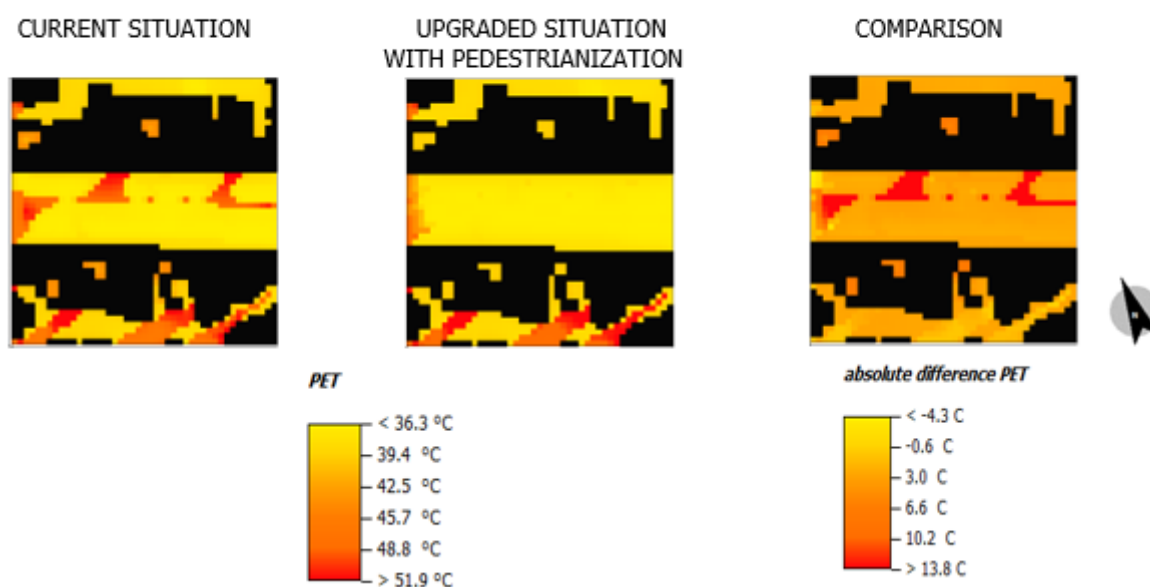 CURRENT SITUATION
UPGRADED SITUATION
WITH PEDESTRIANIZATION
COMPARISON
N
PET
< 36.3 °C
39.4 °C
42.5 °C
45.7 °C
48.8 °C
> 51.9 °C
absolute difference PET
< -4.3 C
-0.6 C
3.0 C
6.6 C
10.2 C
> 13.8 C